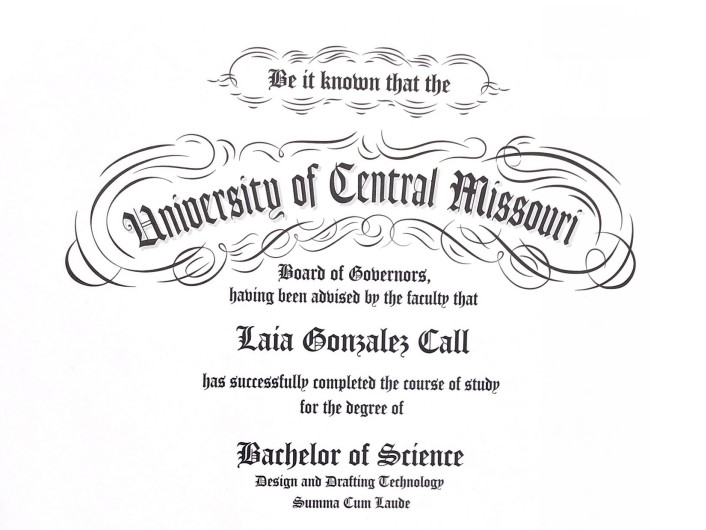 Be it known that the
University of Central Missouri
Board of Governors,
having been advised by the faculty that
Laia Gonzalez Call
has successfully completed the course of study
for the degree of
Bachelor of Science
Design and Drafting Technology
Summa Cum Laude